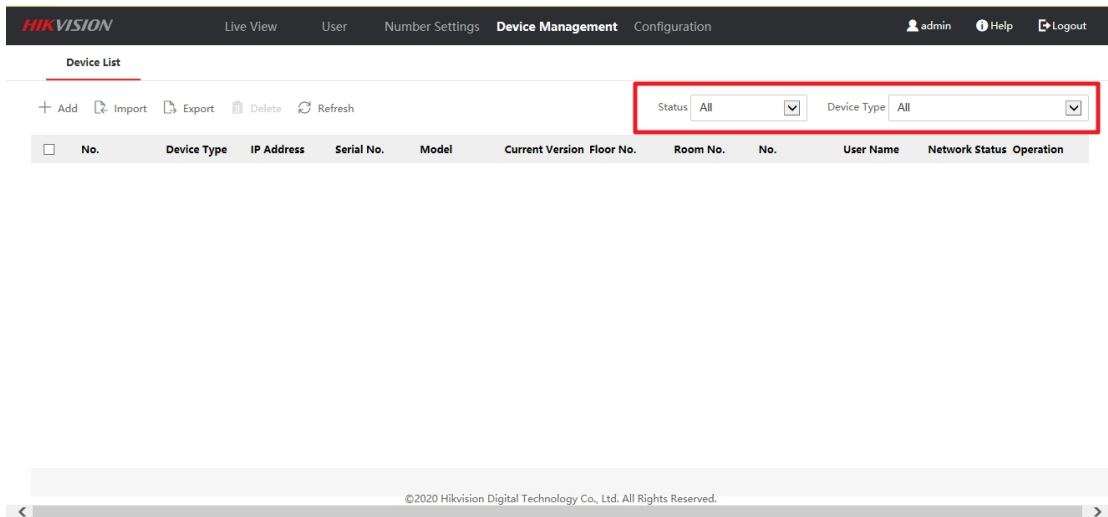 HIKVISION Live View User Number Settings Device Management Configuration admin Help Logout
Device List
Add Import Export Delete Refresh Status All Device Type All
No. Device Type IP Address Serial No. Model Current Version Floor No. Room No. No. User Name Network Status Operation
©2020 Hikvision Digital Technology Co., Ltd. All Rights Reserved.